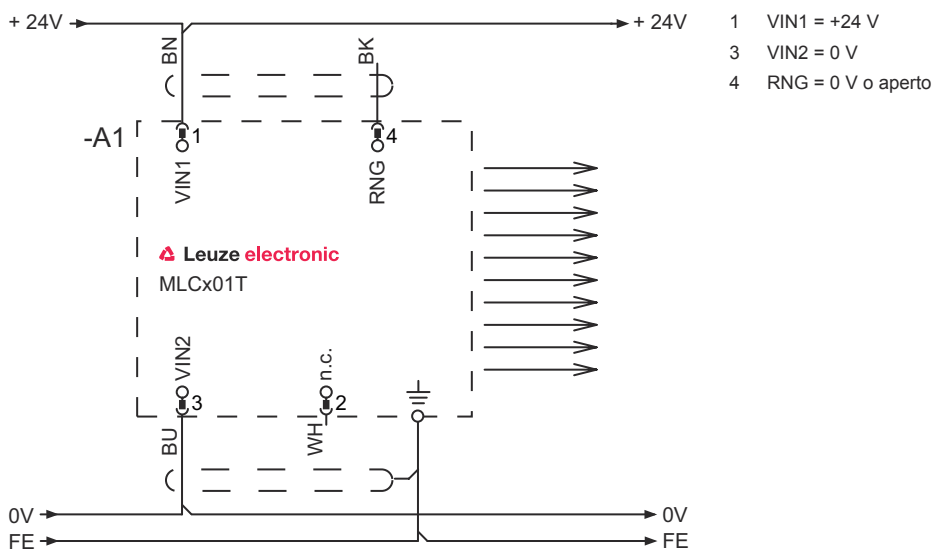 + 24V
+ 24V
1 VIN1 = +24 V
3 VIN2 = 0 V
4 RNG = 0 V o aperto
BN
BK
-A1
1
4
VIN1
RNG
Leuze electronic
MLCx01T
VIN2
n.c.
3
2
BU
WH
0V
0V
FE
FE